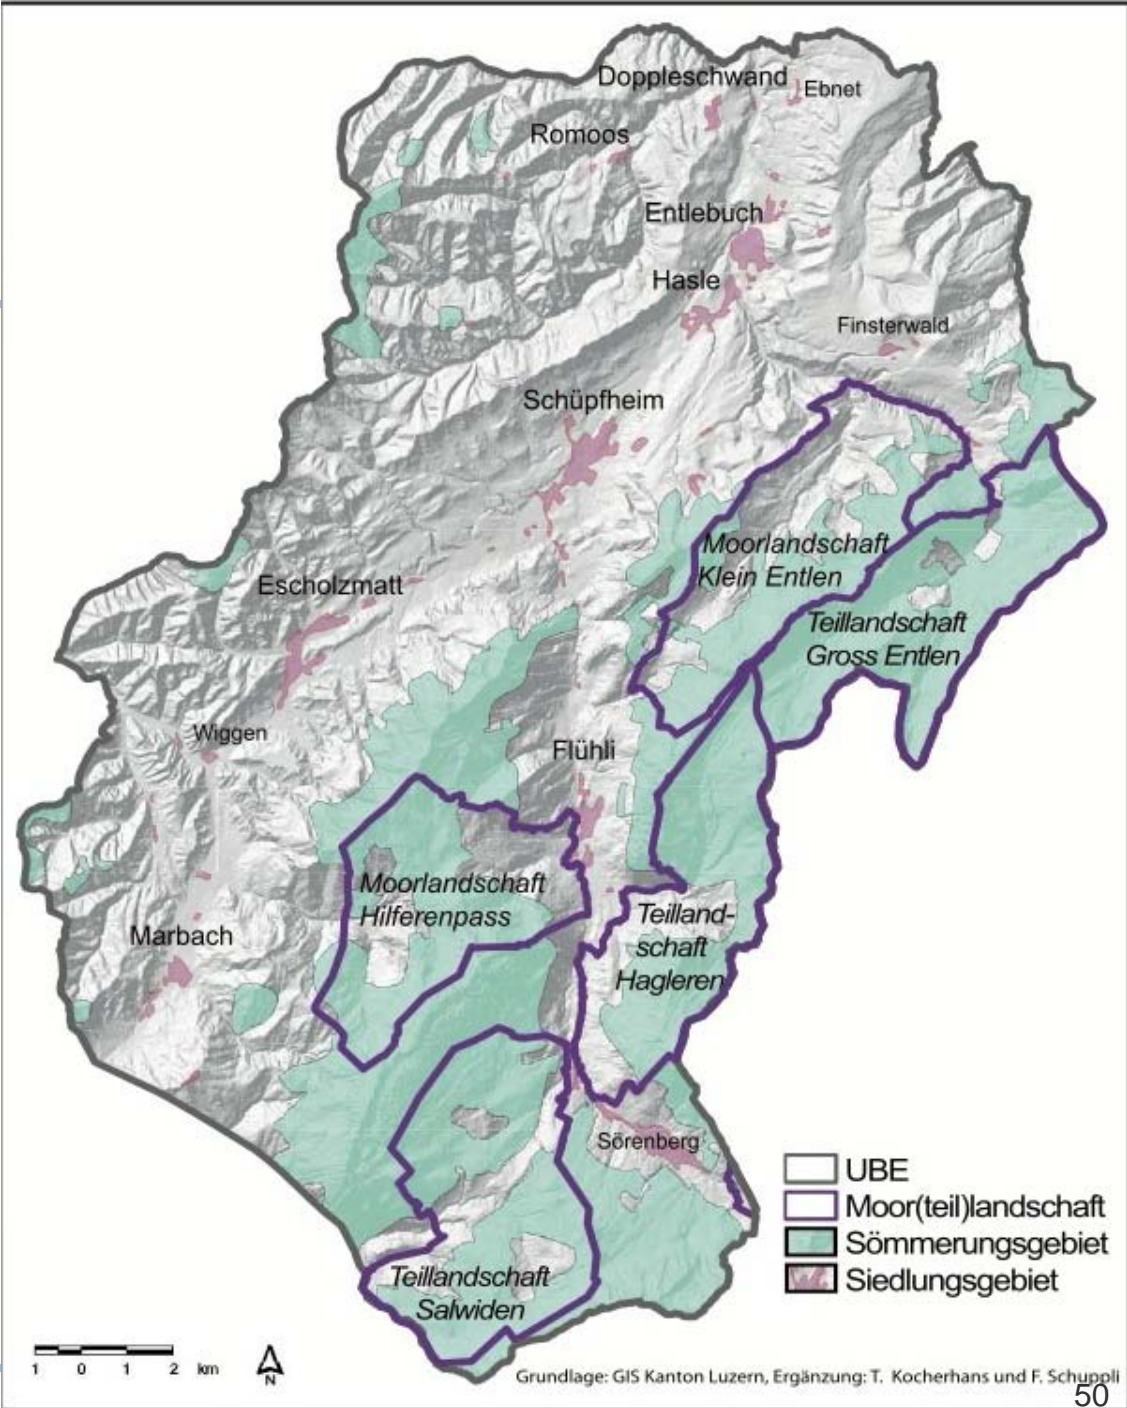 Doppleschwand
Ebnet
Romoos
Entlebuch
Hasle
Finsterwald
Schüpfheim
Moorlandschaft
Klein Entlen
Escholzmatt
Teillandschaft
Gross Entlen
Wiggen
Flühli
Moorlandschaft
Hilferenpass
Teilland-
schaft
Hagleren
Marbach
Sörenberg
UBE
Moor(teil)landschaft
Sömmerungsgebiet
Siedlungsgebiet
Teillandschaft
Salwiden
1 0 1 2 km
N
Grundlage: GIS Kanton Luzern, Ergänzung: T. Kocherhans und F. Schuppli
50